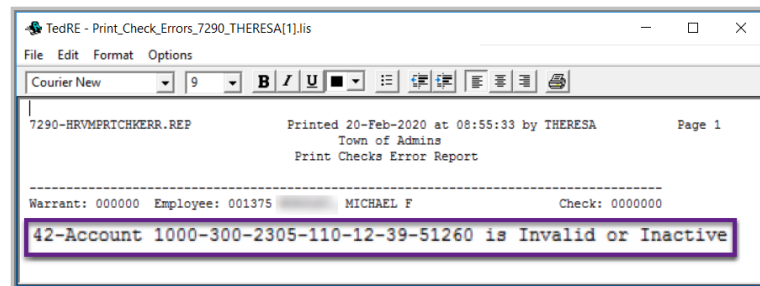 TedRE - Print_Check_Errors_7290_THERESA[1].lis
File Edit Format Options
Courier New 9 B I U
7290-HRVMPRTCHKERR.REP Printed 20-Feb-2020 at 08:55:33 by THERESA Page 1
Town of Admins
Print Checks Error Report
--------------------------------------------------------------------------------
Warrant: 000000 Employee: 001375 MICHAEL F Check: 0000000
42-Account 1000-300-2305-110-12-39-51260 is Invalid or Inactive